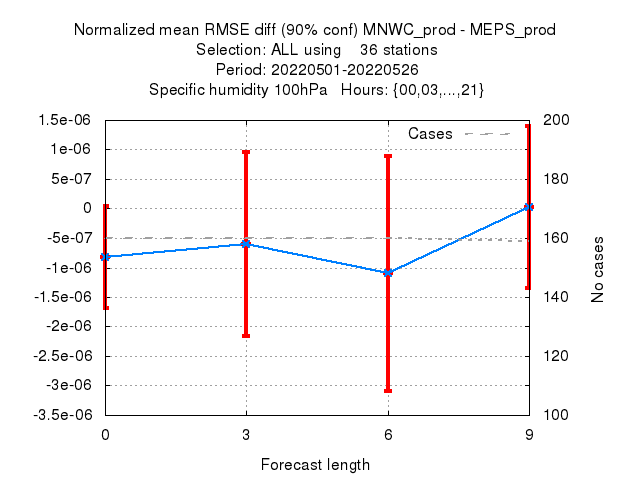 Normalized mean RMSE diff (90% conf) MNWC_prod - MEPS_prod
Selection: ALL using    36 stations
Period: 20220501-20220526
Specific humidity 100hPa   Hours: {00,03,...,21}
Cases
1.5e-06
1e-06
5e-07
0
-5e-07
-1e-06
-1.5e-06
-2e-06
-2.5e-06
-3e-06
-3.5e-06
200
180
160
140
120
100
No cases
0 3 6 9
Forecast length